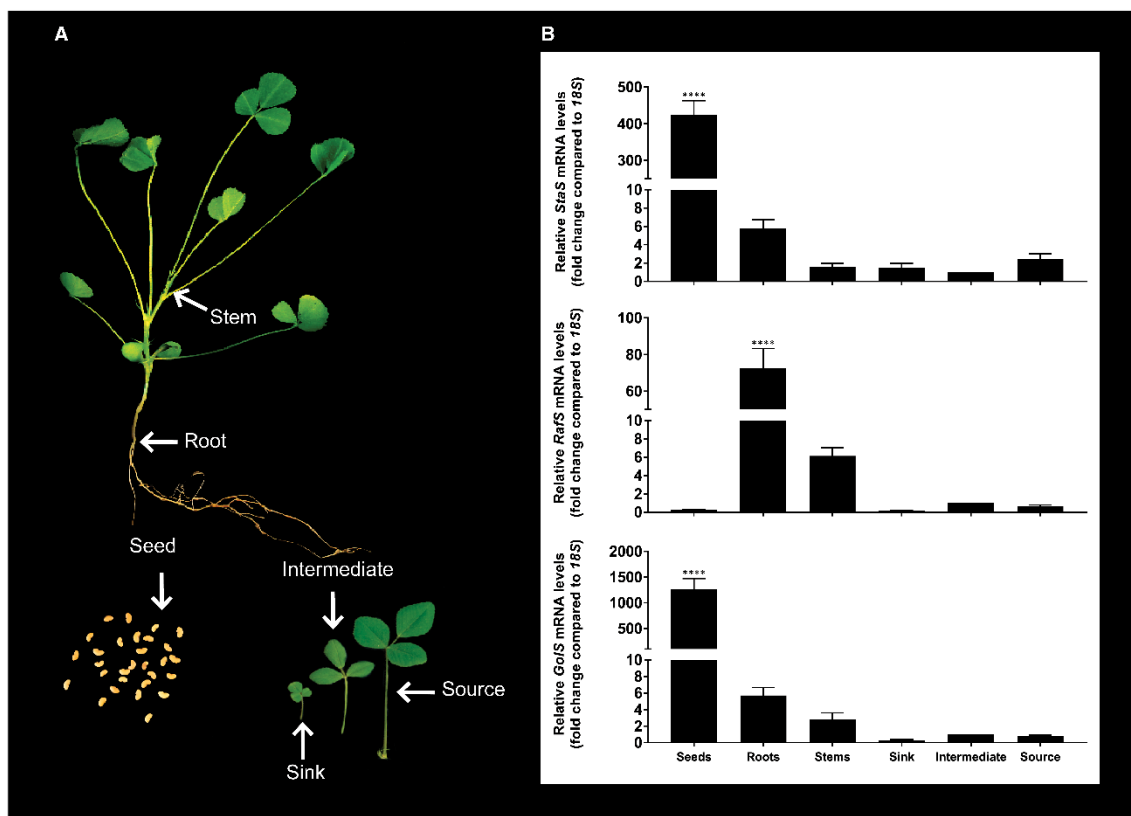 A
Stem
Root
Seed
Intermediate
Source
Sink
B
Relative StaS mRNA levels
(fold change compared to 18S)
500
400
300
10
8
6
4
2
0
****
Relative RafS mRNA levels
(fold change compared to 18S)
100
80
60
10
8
6
4
2
0
****
Relative GolS mRNA levels
(fold change compared to 18S)
2000
1500
1000
500
10
8
6
4
2
0
****
Seeds Roots Stems Sink Intermediate Source